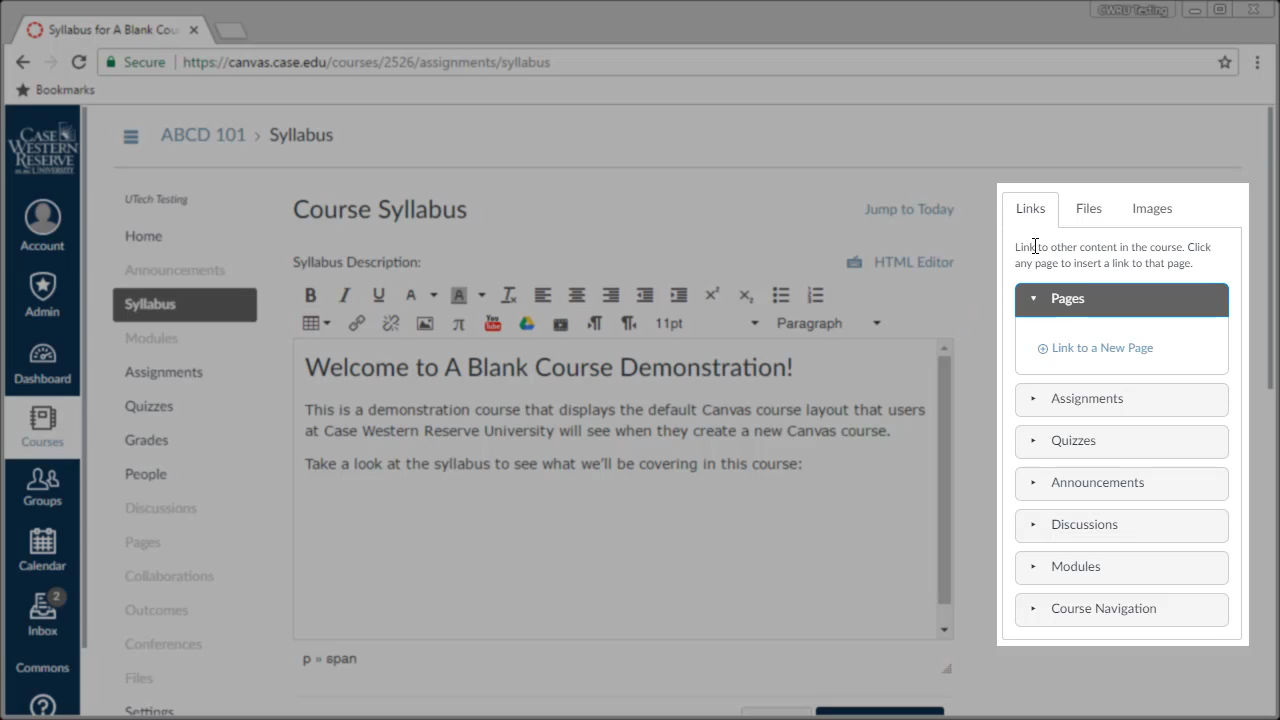 CWRU Testing
Syllabus for A Blank Cou
Secure
https://canvas.case.edu/courses/2526/assignments/syllabus
Bookmarks
CASE
WESTERN
RESERVE
UNIVERSITY
Account
Admin
Dashboard
Courses
Groups
Calendar
2
Inbox
Commons
ABCD 101 › Syllabus
UTech Testing
Home
Announcements
Syllabus
Modules
Assignments
Quizzes
Grades
People
Discussions
Pages
Collaborations
Outcomes
Conferences
Files
Settings
Course Syllabus
Jump to Today
Syllabus Description:
HTML Editor
11pt
Paragraph
Welcome to A Blank Course Demonstration!
This is a demonstration course that displays the default Canvas course layout that users
at Case Western Reserve University will see when they create a new Canvas course.
Take a look at the syllabus to see what we'll be covering in this course:
p » span
Links Files Images
Link to other content in the course. Click
any page to insert a link to that page.
Pages
Link to a New Page
Assignments
Quizzes
Announcements
Discussions
Modules
Course Navigation